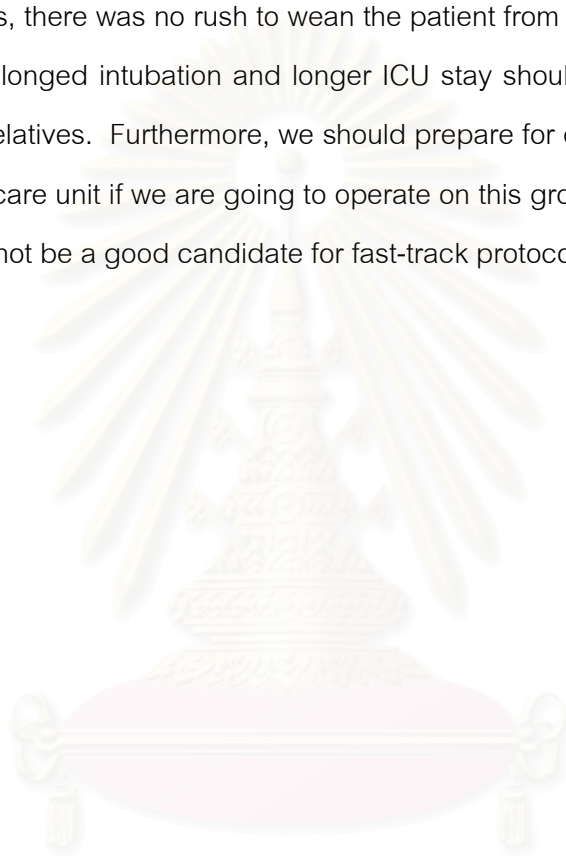 s, there was no rush to wean the patient from
longed intubation and longer ICU stay shoul
elatives. Furthermore, we should prepare for
care unit if we are going to operate on this gro
not be a good candidate for fast-track protoco